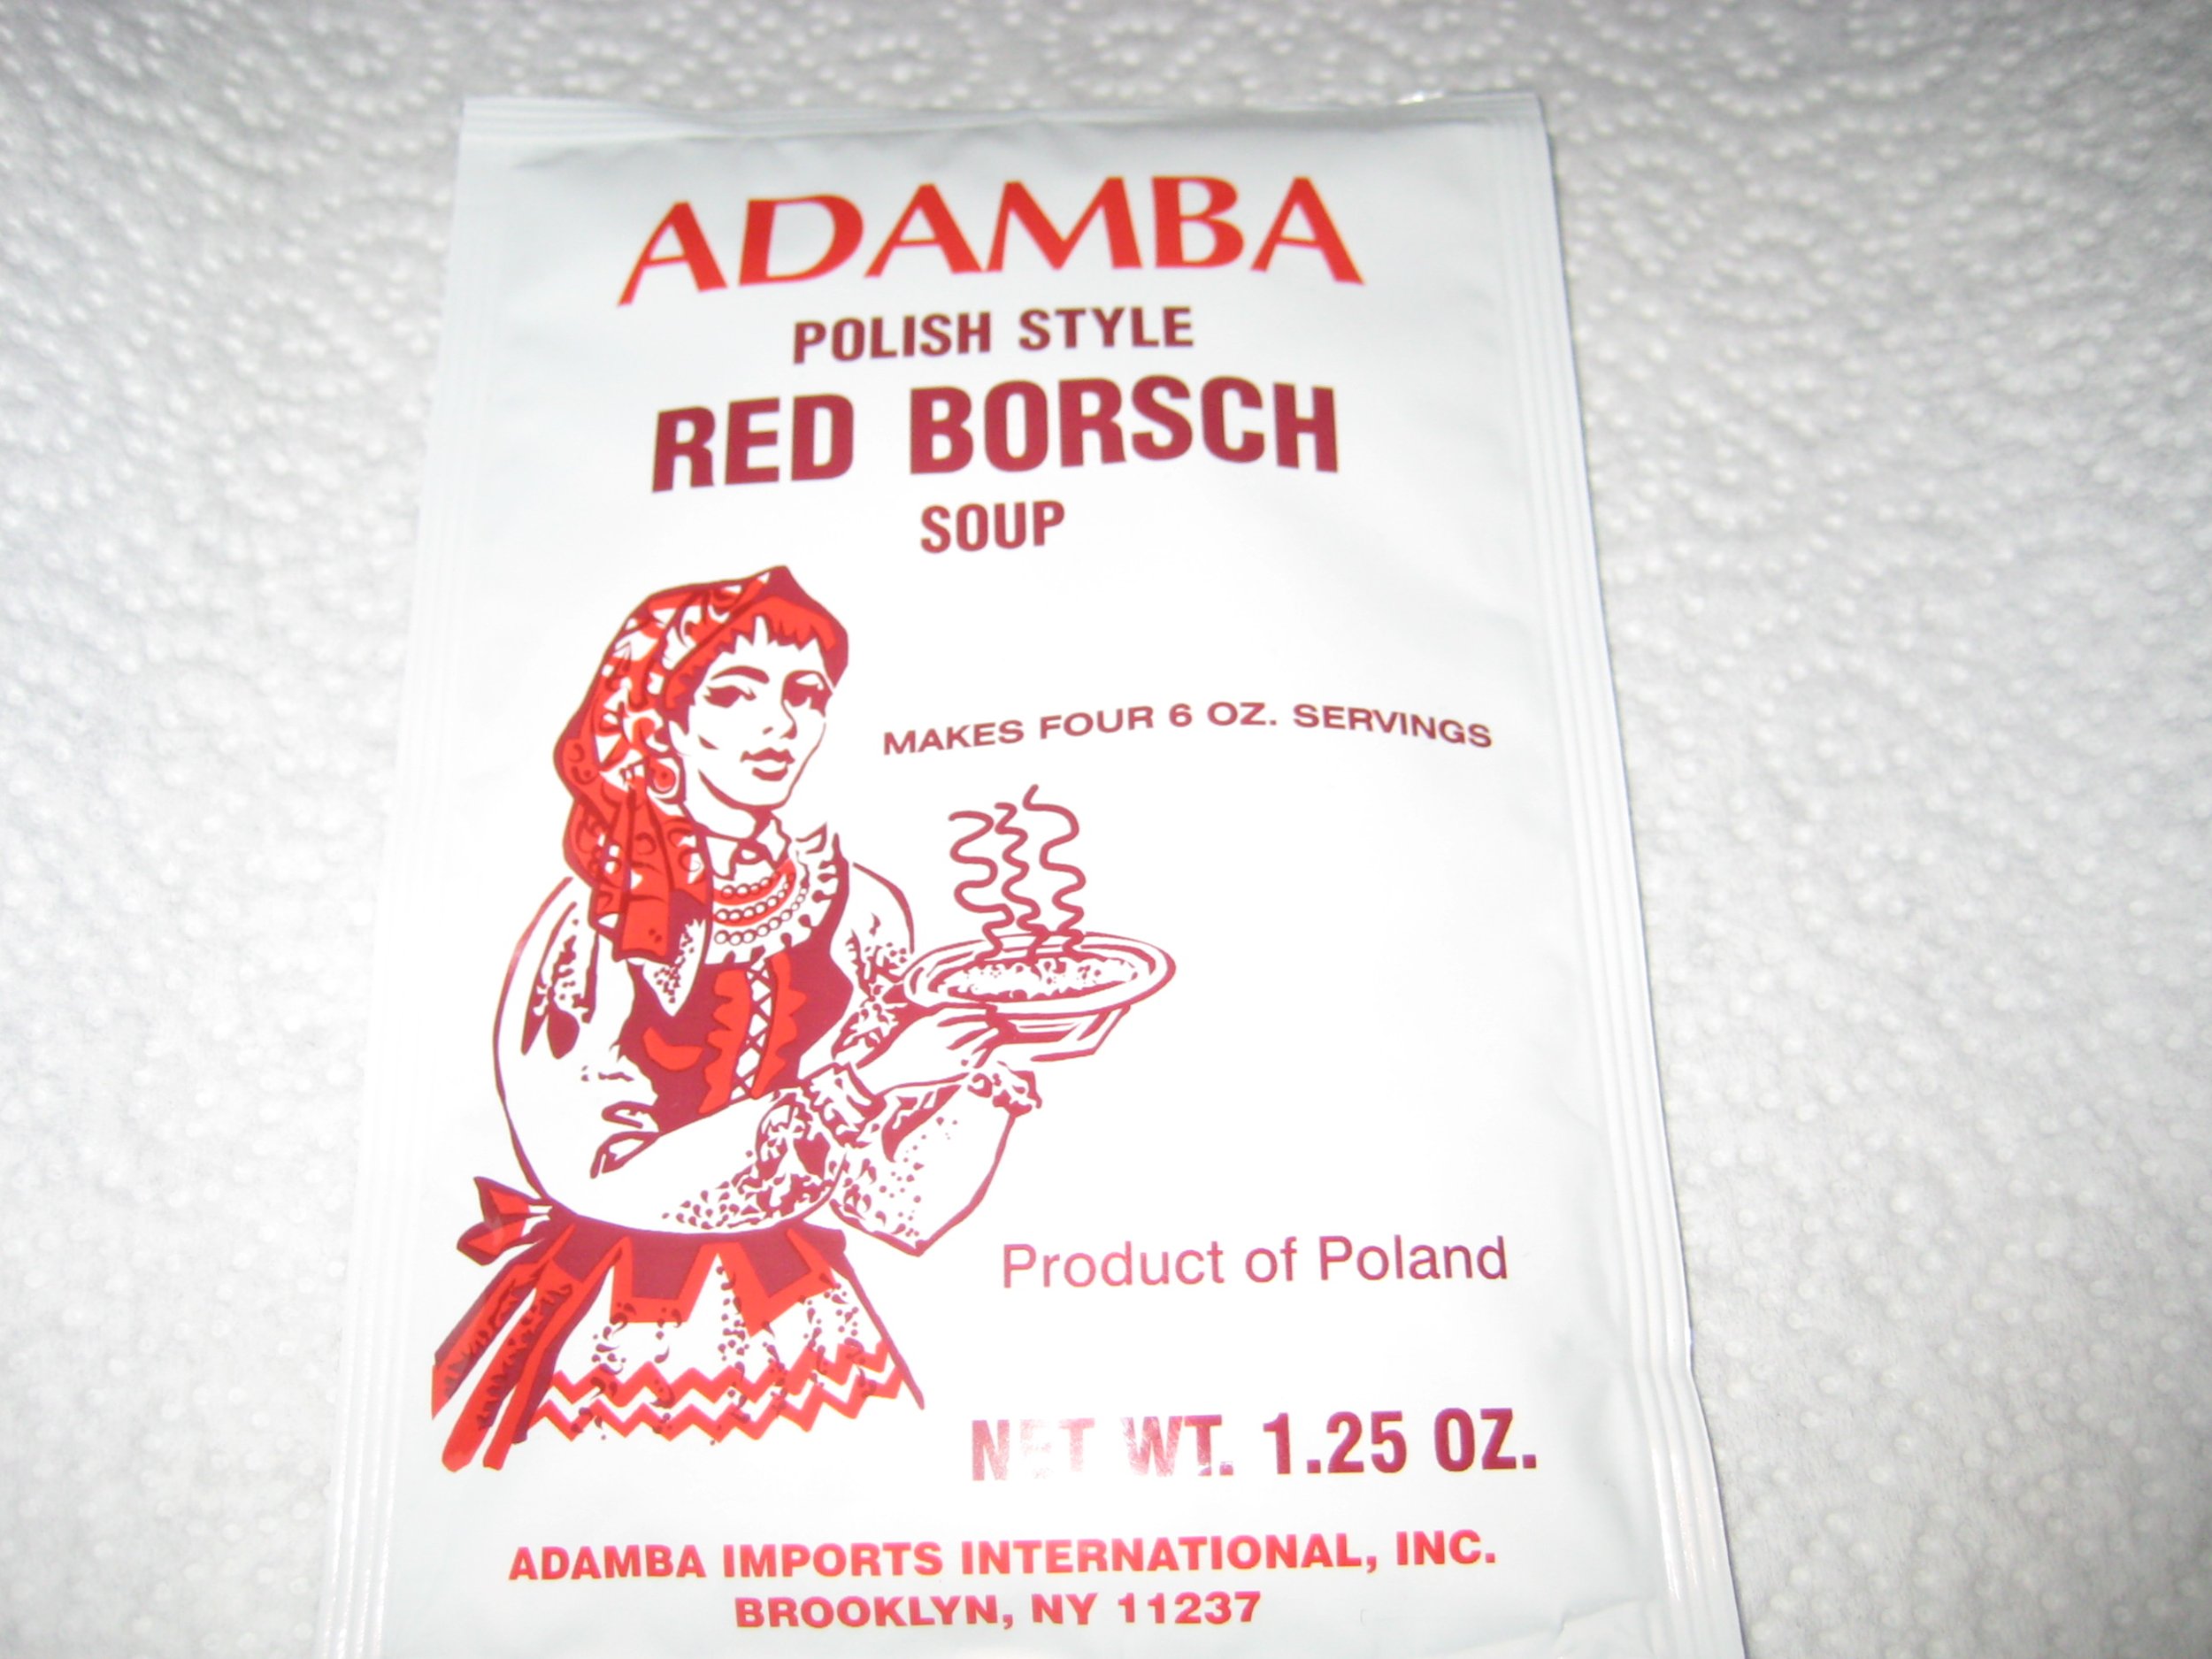 ADAMBA
POLISH STYLE
RED BORSCH
SOUP
MAKES FOUR 6 OZ. SERVINGS
Product of Poland
NET WT. 1.25 OZ.
ADAMBA IMPORTS INTERNATIONAL, INC.
BROOKLYN, NY 11237